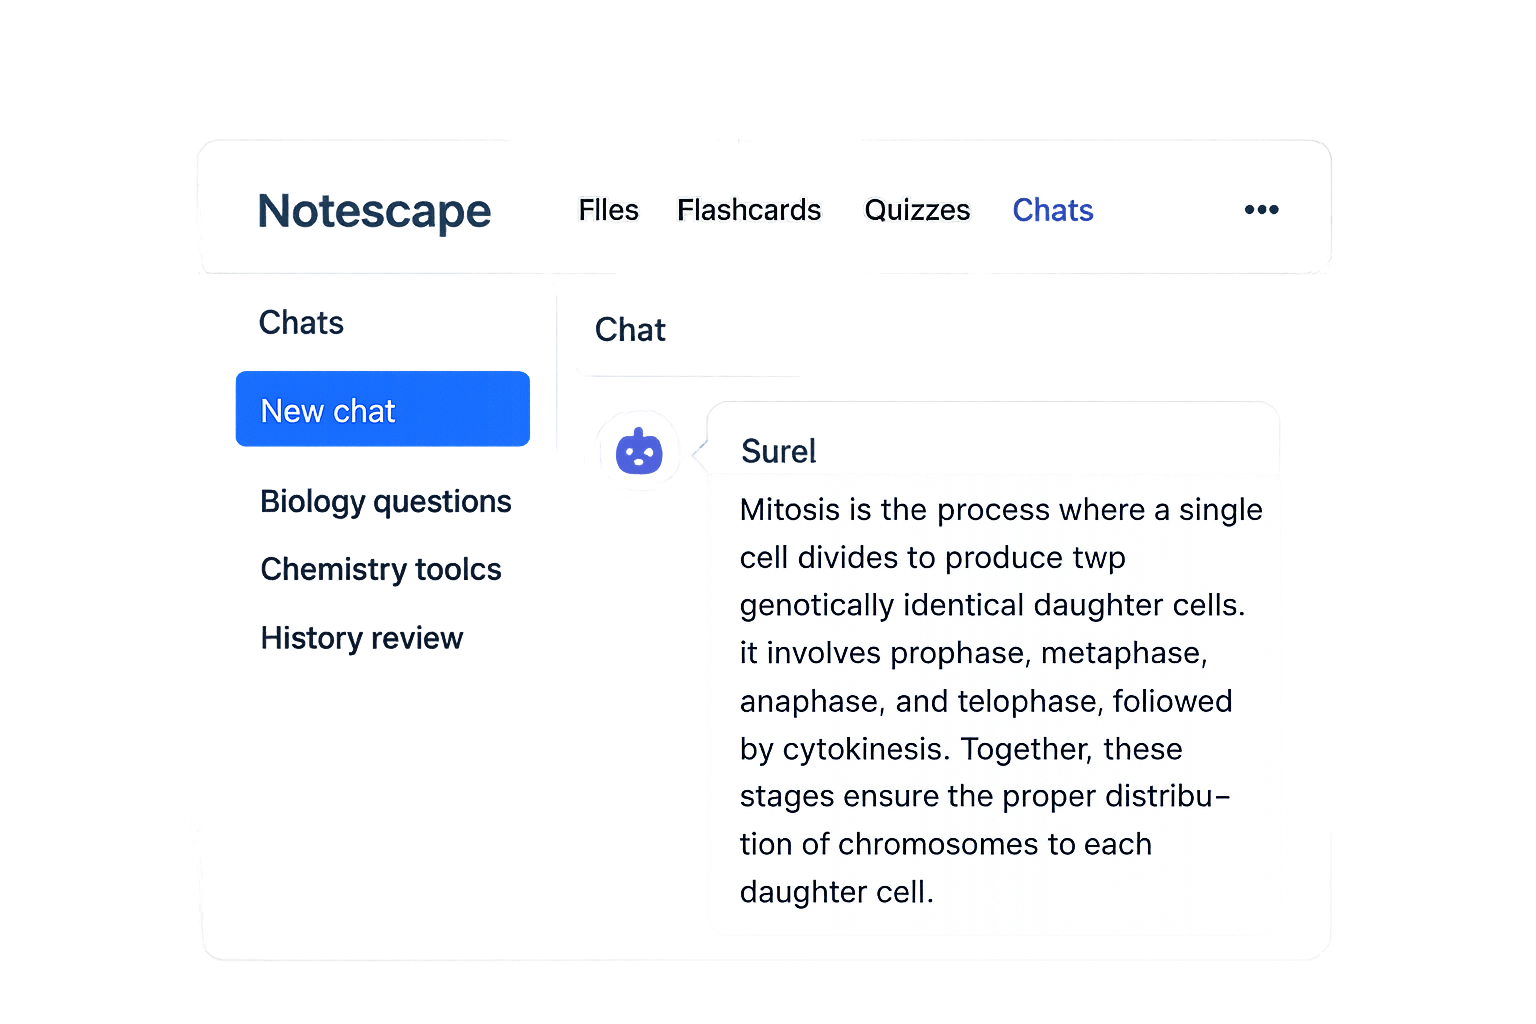 Notescape
Flles
Flashcards
Quizzes
Chats
Chats
New chat
Biology questions
Chemistry toolcs
History review
Chat
Surel
Mitosis is the process where a single
cell divides to produce twp
genotically identical daughter cells.
it involves prophase, metaphase,
anaphase, and telophase, foliowed
by cytokinesis. Together, these
stages ensure the proper distribu–
tion of chromosomes to each
daughter cell.